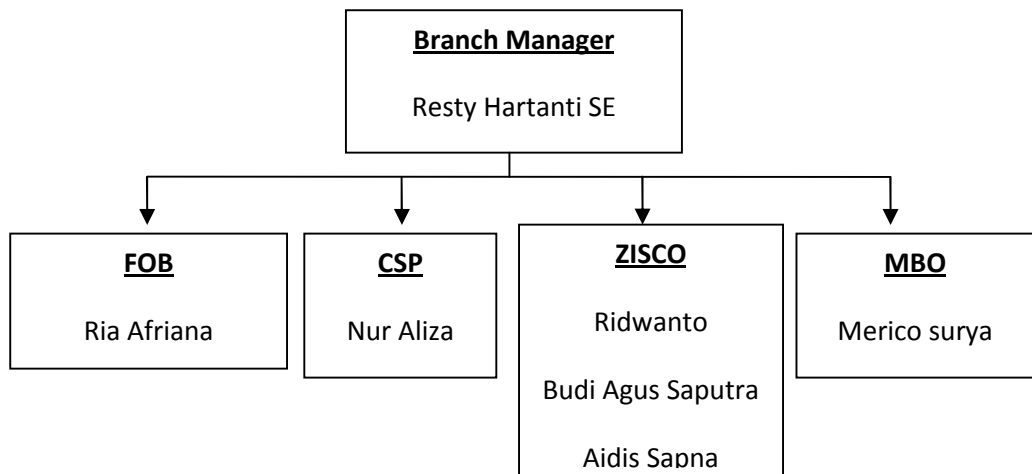 Branch Manager
Resty Hartanti SE
FOB
Ria Afriana
CSP
Nur Aliza
ZISCO
Ridwanto
Budi Agus Saputra
Aidis Sapna
MBO
Merico surya